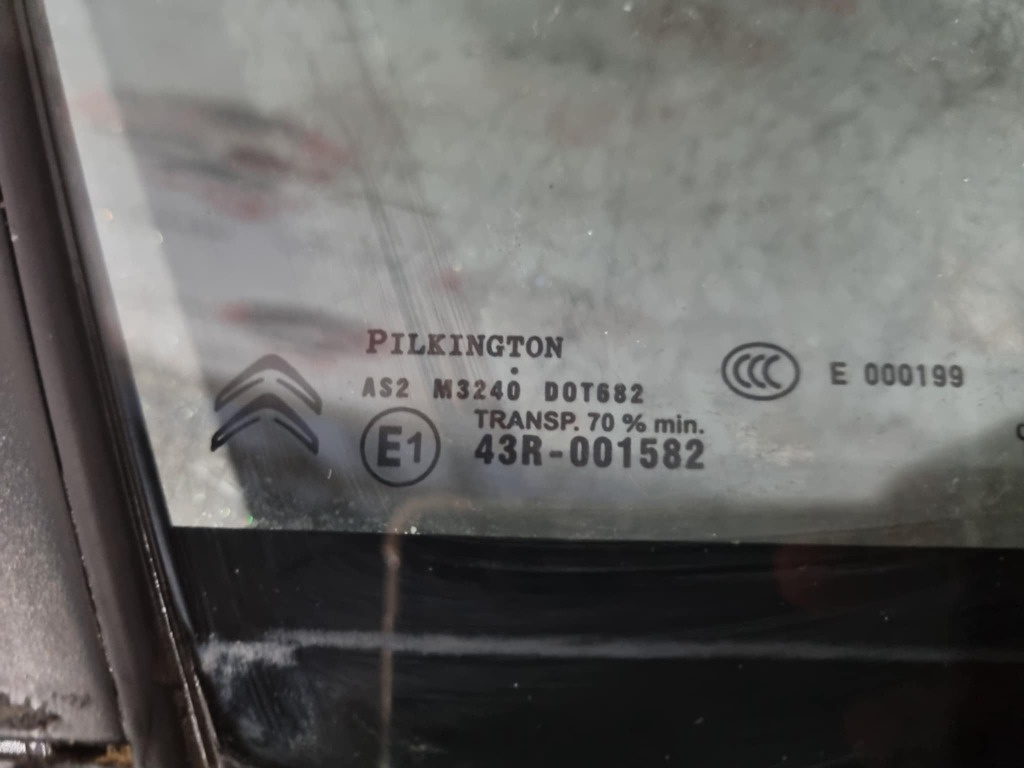 PILKINGTON
AS2 M3240 DOT682
TRANSP. 70 % min.
E1 43R-001582
CCC E 000199